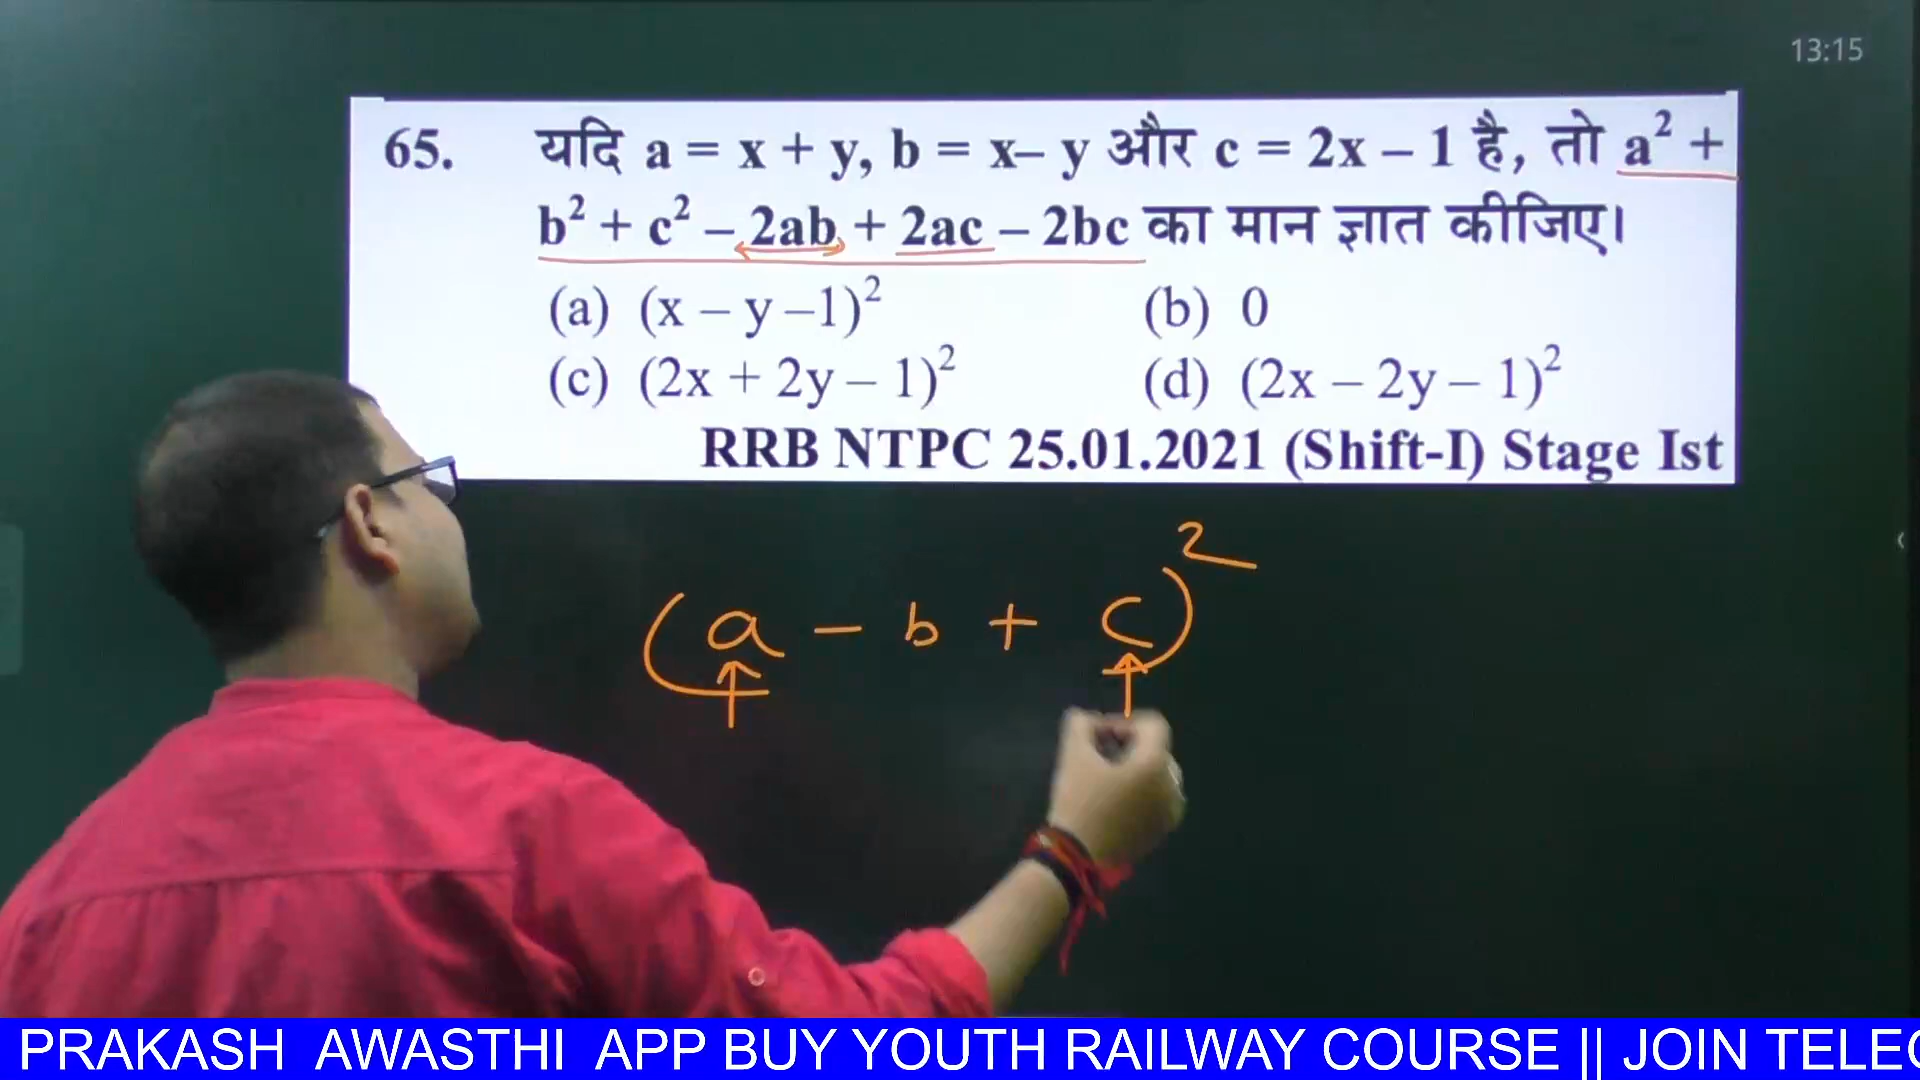 13:15
65. यदि a = x + y, b = x– y और c = 2x – 1 है, तो a² +
b² + c² – 2ab + 2ac – 2bc का मान ज्ञात कीजिए।
(a) (x – y –1)² (b) 0
(c) (2x + 2y – 1)² (d) (2x – 2y – 1)²
RRB NTPC 25.01.2021 (Shift-I) Stage Ist
(a – b + c)²
PRAKASH AWASTHI APP BUY YOUTH RAILWAY COURSE || JOIN